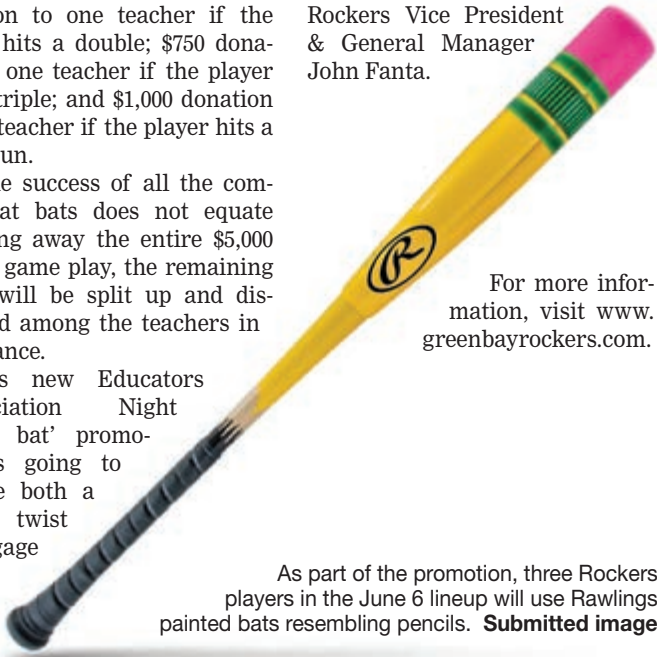 on to one teacher if the
hits a double; $750 dona-
one teacher if the player
triple; and $1,000 donation
teacher if the player hits a
un.
e success of all the com-
at bats does not equate
ng away the entire $5,000
game play, the remaining
will be split up and dis-
d among the teachers in
ance.
s new Educators
ciation Night
bat’ promo-
s going to
e both a
twist
gage
Rockers Vice President
& General Manager
John Fanta.
For more infor-
mation, visit www.
greenbayrockers.com.
R
As part of the promotion, three Rockers
players in the June 6 lineup will use Rawlings
painted bats resembling pencils. Submitted image